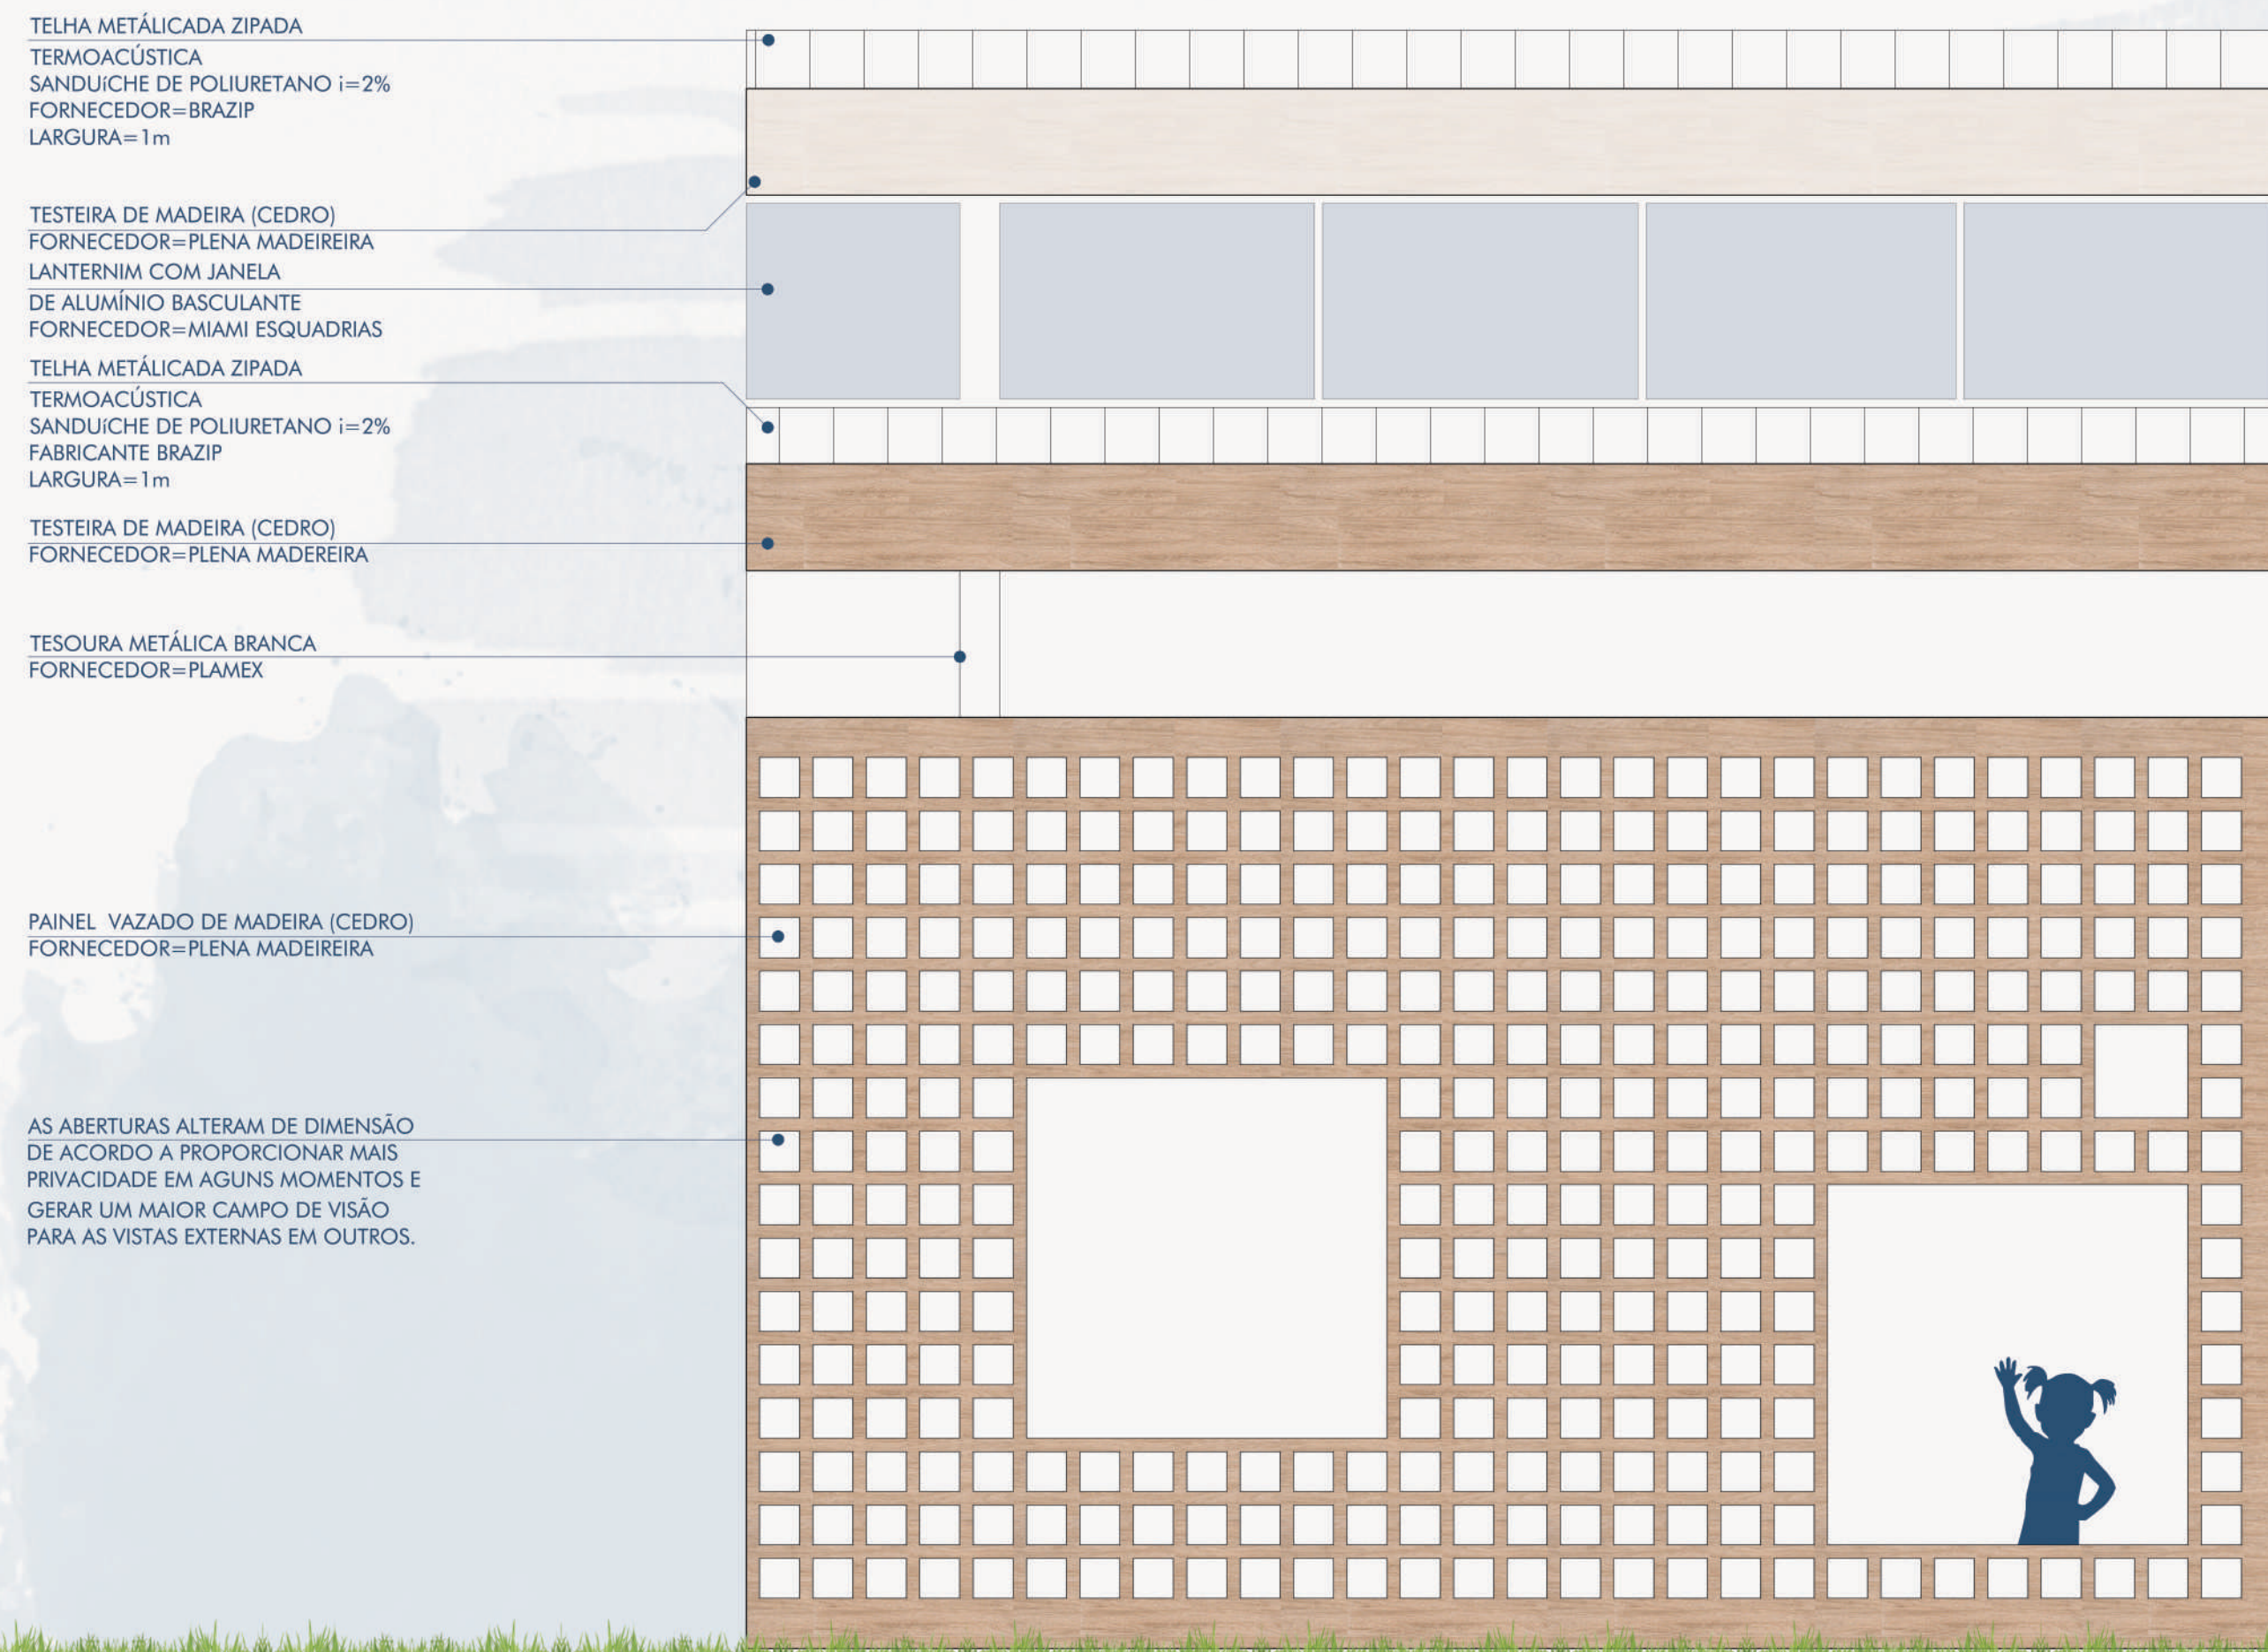 TELHA METÁLICADA ZIPADA
TERMOACÚSTICA
SANDUíCHE DE POLIURETANO i=2%
FORNECEDOR=BRAZIP
LARGURA=1m
TESTEIRA DE MADEIRA (CEDRO)
FORNECEDOR=PLENA MADEIREIRA
LANTERNIM COM JANELA
DE ALUMÍNIO BASCULANTE
FORNECEDOR=MIAMI ESQUADRIAS
TELHA METÁLICADA ZIPADA
TERMOACÚSTICA
SANDUíCHE DE POLIURETANO i=2%
FABRICANTE BRAZIP
LARGURA=1m
TESTEIRA DE MADEIRA (CEDRO)
FORNECEDOR=PLENA MADEREIRA
TESOURA METÁLICA BRANCA
FORNECEDOR=PLAMEX
PAINEL  VAZADO DE MADEIRA (CEDRO)
FORNECEDOR=PLENA MADEIREIRA
AS ABERTURAS ALTERAM DE DIMENSÃO
DE ACORDO A PROPORCIONAR MAIS
PRIVACIDADE EM AGUNS MOMENTOS E
GERAR UM MAIOR CAMPO DE VISÃO
PARA AS VISTAS EXTERNAS EM OUTROS.